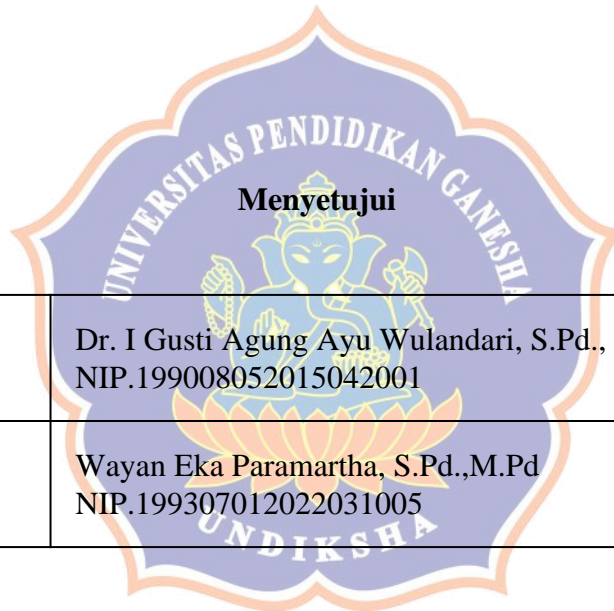 UNIVERSITAS PENDIDIKAN GANESHA
Menyetujui
Dr. I Gusti Agung Ayu Wulandari, S.Pd.,
NIP.199008052015042001
Wayan Eka Paramartha, S.Pd.,M.Pd
NIP.199307012022031005
UNDIKSHA